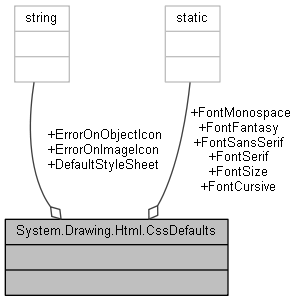 string
static
+FontMonospace
+FontFantasy
+FontSansSerif
+FontSerif
+FontSize
+FontCursive
+ErrorOnObjectIcon
+ErrorOnImageIcon
+DefaultStyleSheet
System.Drawing.Html.CssDefaults